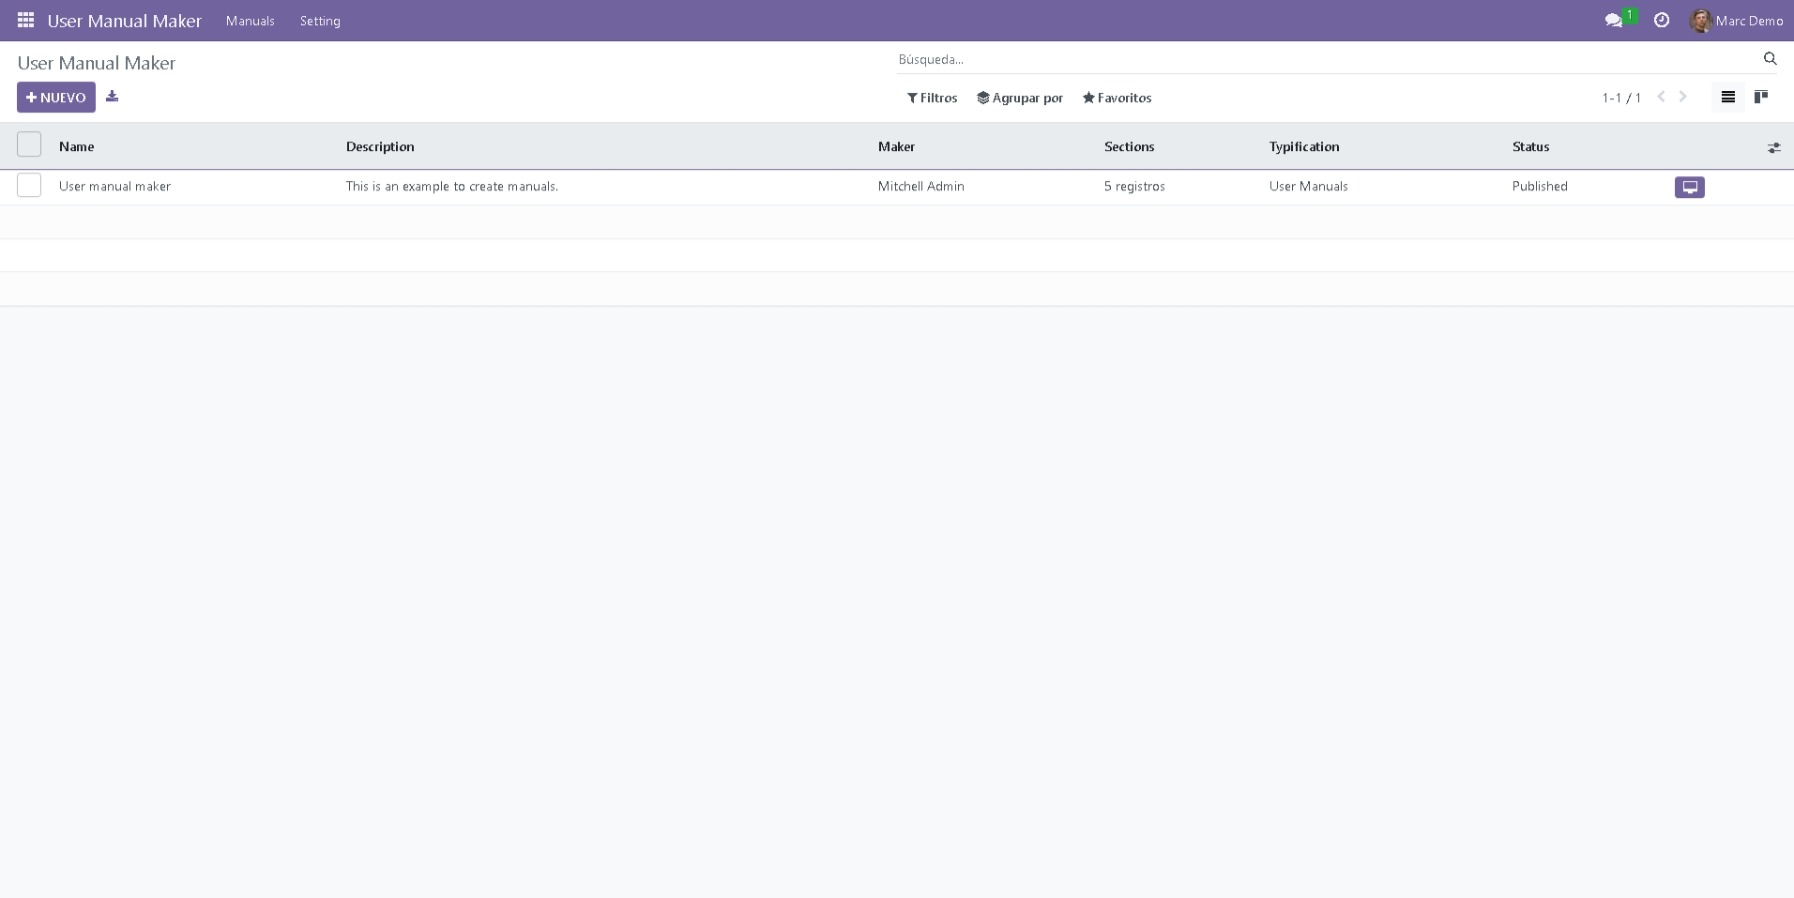 User Manual Maker Manuals Setting 1 Marc Demo
User Manual Maker
Búsqueda...
NUEVO
Filtros Agrupar por Favoritos 1-1 / 1
Name Description Maker Sections Typification Status
User manual maker This is an example to create manuals. Mitchell Admin 5 registros User Manuals Published